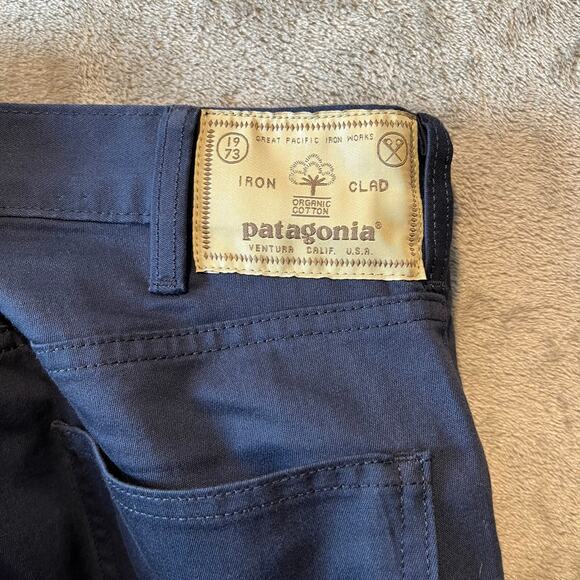 GREAT PACIFIC IRON WORKS
19
73
IRON CLAD
ORGANIC
COTTON
patagonia®
VENTURA CALIF. U.S.A.